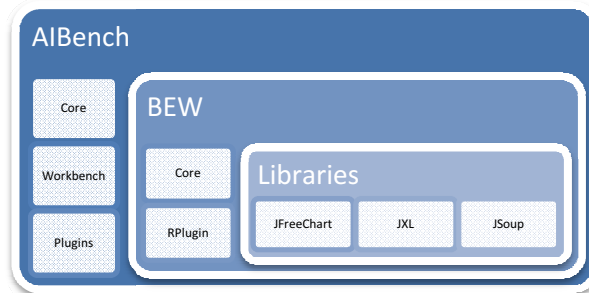 AIBench
Core
Workbench
Plugins
BEW
Core
RPlugin
Libraries
JFreeChart
JXL
JSoup